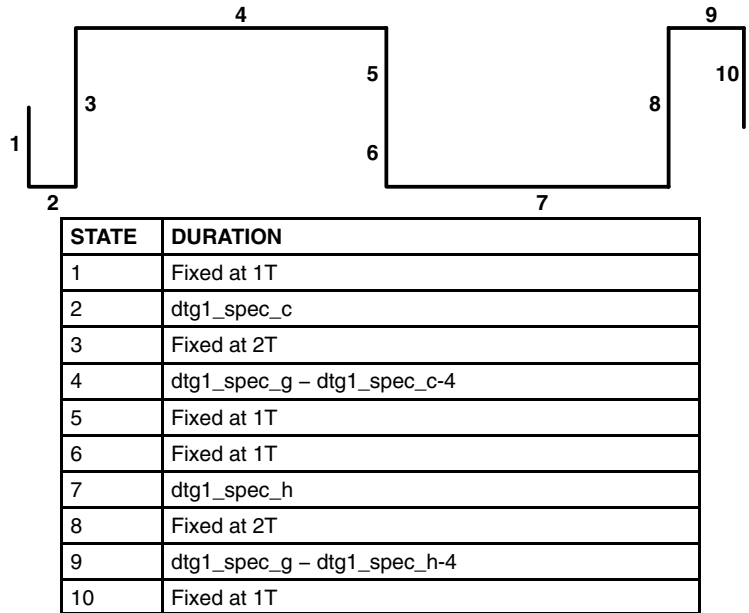 4
9
5
10
3
8
1
6
2
7
STATE DURATION
1 Fixed at 1T
2 dtg1_spec_c
3 Fixed at 2T
4 dtg1_spec_g – dtg1_spec_c-4
5 Fixed at 1T
6 Fixed at 1T
7 dtg1_spec_h
8 Fixed at 2T
9 dtg1_spec_g – dtg1_spec_h-4
10 Fixed at 1T